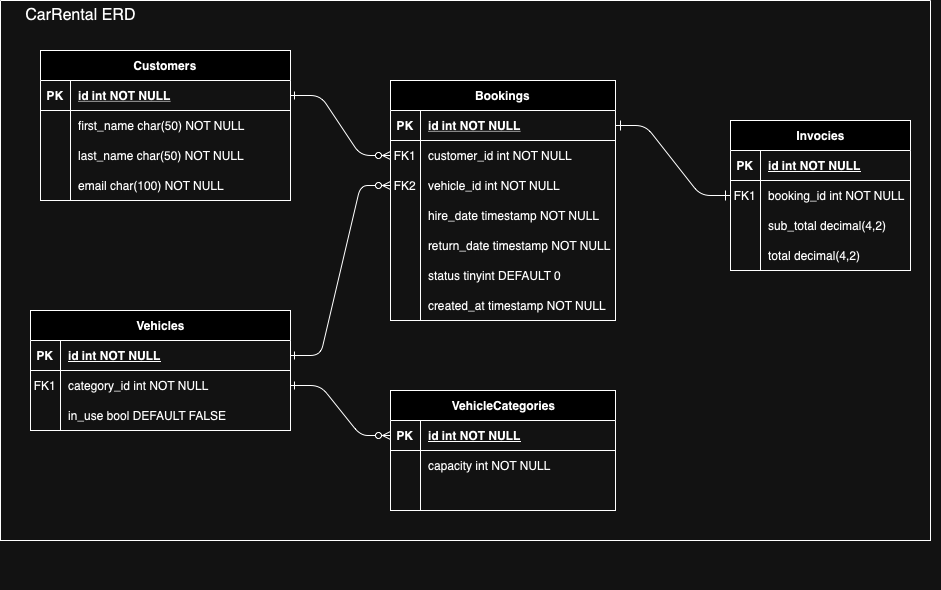 CarRental ERD
Customers
PK id int NOT NULL
first_name char(50) NOT NULL
last_name char(50) NOT NULL
email char(100) NOT NULL
Bookings
PK id int NOT NULL
FK1 customer_id int NOT NULL
FK2 vehicle_id int NOT NULL
hire_date timestamp NOT NULL
return_date timestamp NOT NULL
status tinyint DEFAULT 0
created_at timestamp NOT NULL
Invocies
PK id int NOT NULL
FK1 booking_id int NOT NULL
sub_total decimal(4,2)
total decimal(4,2)
Vehicles
PK id int NOT NULL
FK1 category_id int NOT NULL
in_use bool DEFAULT FALSE
VehicleCategories
PK id int NOT NULL
capacity int NOT NULL